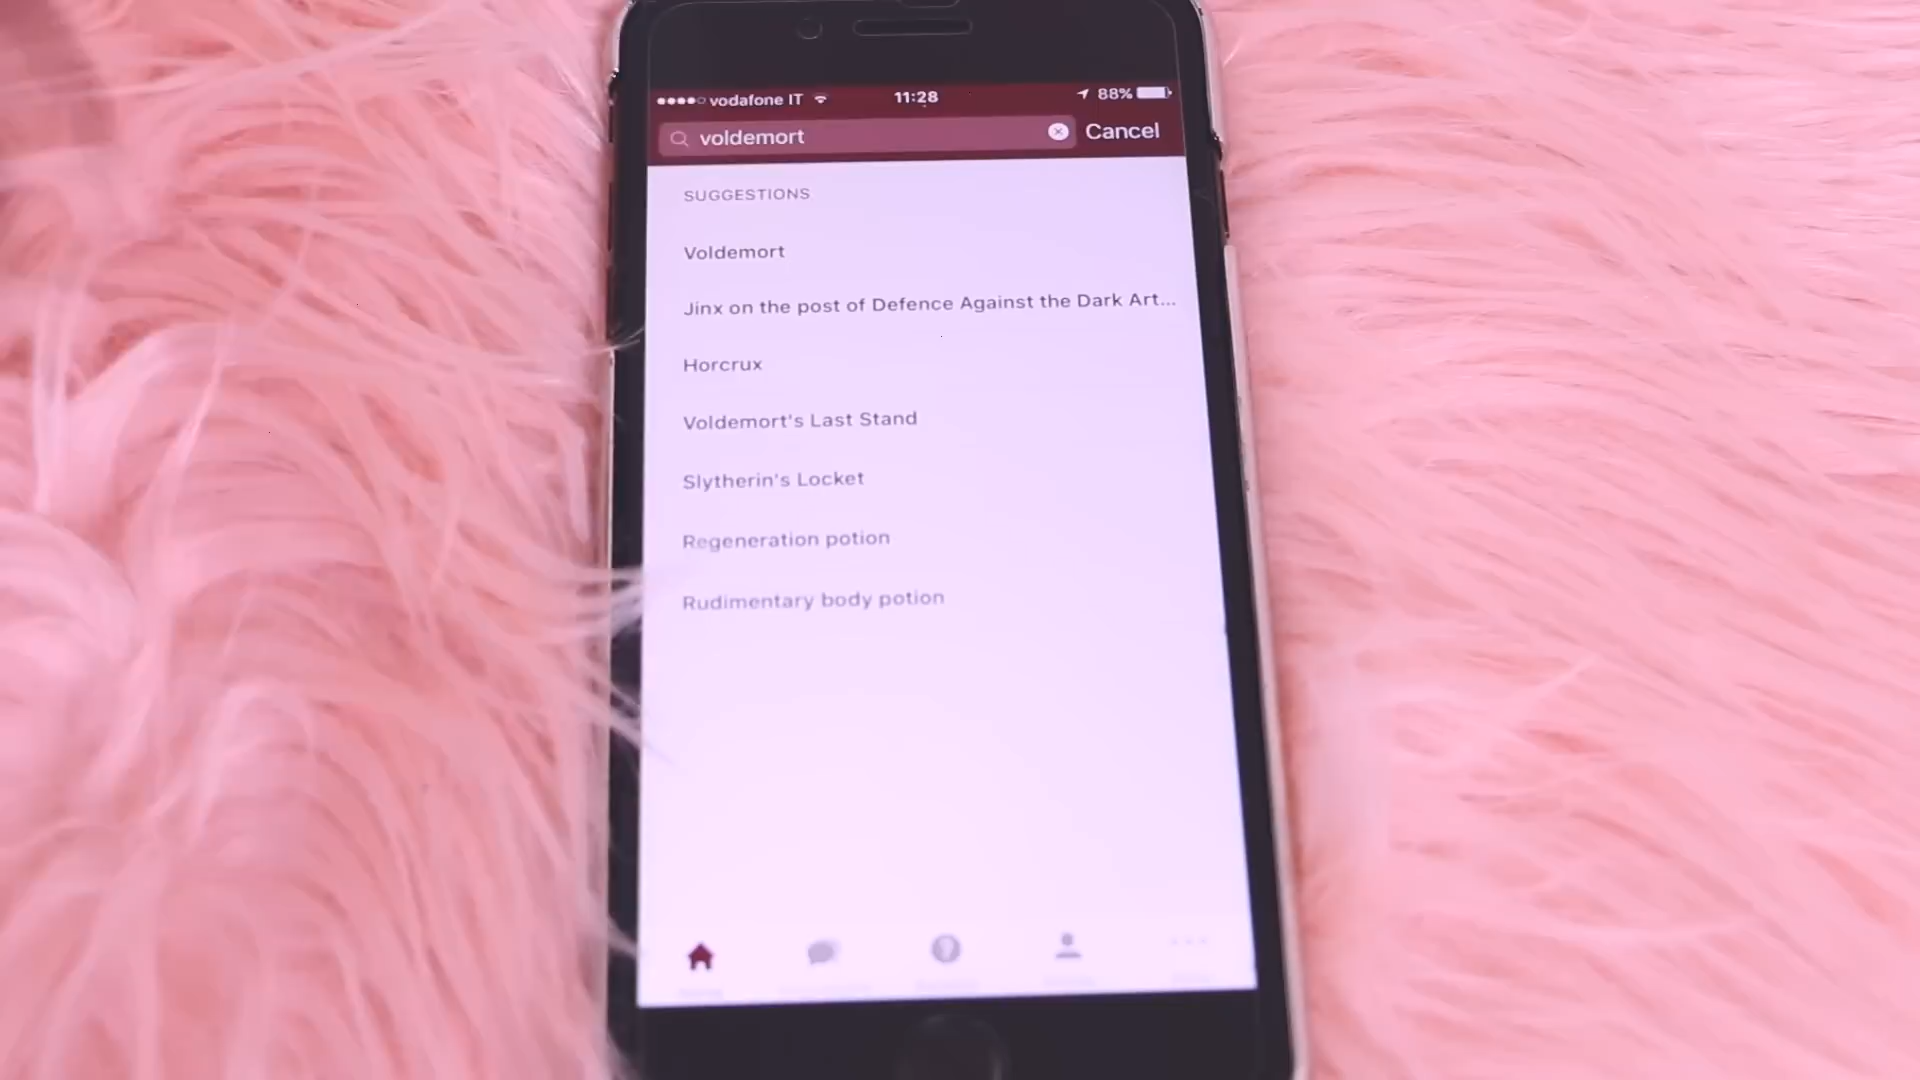 vodafone IT 11:28 88%
voldemort Cancel
SUGGESTIONS
Voldemort
Jinx on the post of Defence Against the Dark Art...
Horcrux
Voldemort's Last Stand
Slytherin's Locket
Regeneration potion
Rudimentary body potion